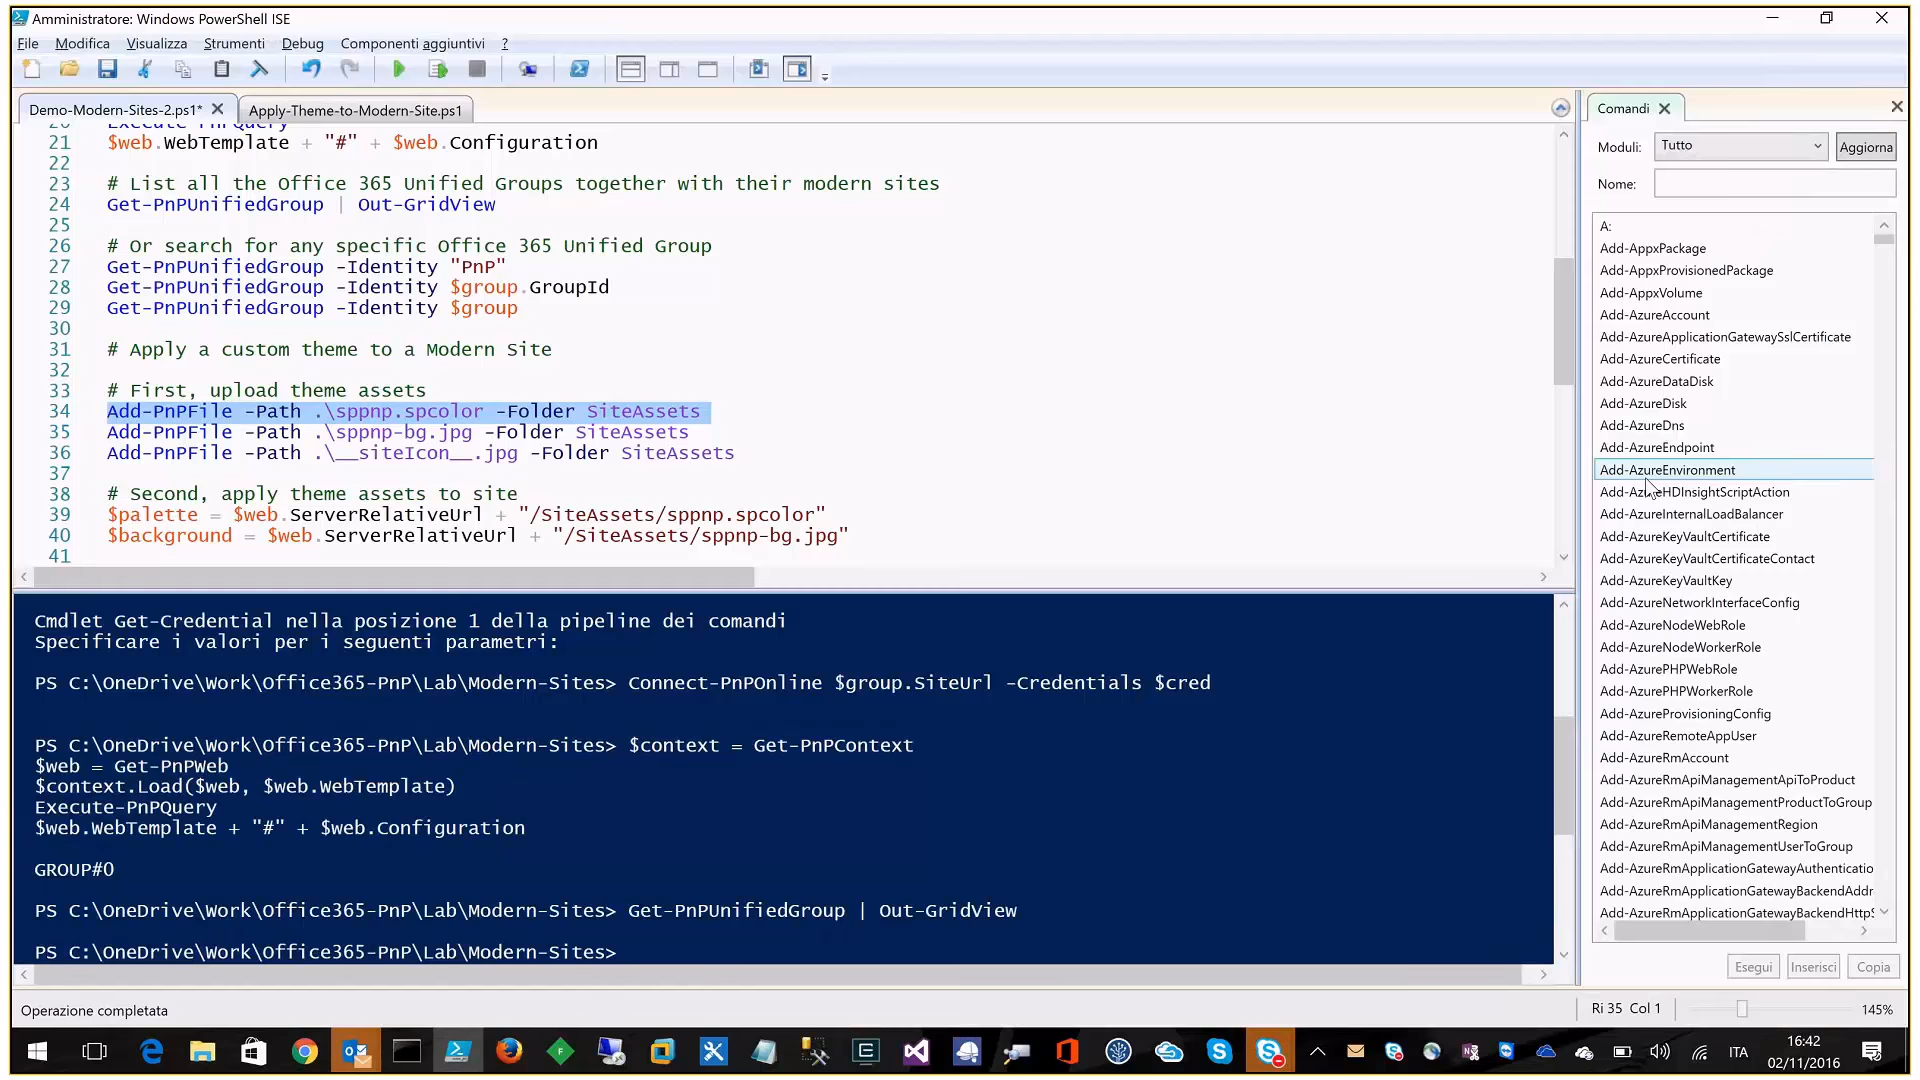 Amministratore: Windows PowerShell ISE
File Modifica Visualizza Strumenti Debug Componenti aggiuntivi ?
Demo-Modern-Sites-2.ps1* Apply-Theme-to-Modern-Site.ps1
20 Execute-PnPQuery
21 $web.WebTemplate + "#" + $web.Configuration
22
23 # List all the Office 365 Unified Groups together with their modern sites
24 Get-PnPUnifiedGroup | Out-GridView
25
26 # Or search for any specific Office 365 Unified Group
27 Get-PnPUnifiedGroup -Identity "PnP"
28 Get-PnPUnifiedGroup -Identity $group.GroupId
29 Get-PnPUnifiedGroup -Identity $group
30
31 # Apply a custom theme to a Modern Site
32
33 # First, upload theme assets
34 Add-PnPFile -Path .\sppnp.spcolor -Folder SiteAssets
35 Add-PnPFile -Path .\sppnp-bg.jpg -Folder SiteAssets
36 Add-PnPFile -Path .\__siteIcon__.jpg -Folder SiteAssets
37
38 # Second, apply theme assets to site
39 $palette = $web.ServerRelativeUrl + "/SiteAssets/sppnp.spcolor"
40 $background = $web.ServerRelativeUrl + "/SiteAssets/sppnp-bg.jpg"
41
Cmdlet Get-Credential nella posizione 1 della pipeline dei comandi
Specificare i valori per i seguenti parametri:
PS C:\OneDrive\Work\Office365-PnP\Lab\Modern-Sites> Connect-PnPOnline $group.SiteUrl -Credentials $cred
PS C:\OneDrive\Work\Office365-PnP\Lab\Modern-Sites> $context = Get-PnPContext
$web = Get-PnPWeb
$context.Load($web, $web.WebTemplate)
Execute-PnPQuery
$web.WebTemplate + "#" + $web.Configuration
GROUP#0
PS C:\OneDrive\Work\Office365-PnP\Lab\Modern-Sites> Get-PnPUnifiedGroup | Out-GridView
PS C:\OneDrive\Work\Office365-PnP\Lab\Modern-Sites>
Comandi
Moduli: Tutto Aggiorna
Nome:
A:
Add-AppxPackage
Add-AppxProvisionedPackage
Add-AppxVolume
Add-AzureAccount
Add-AzureApplicationGatewaySslCertificate
Add-AzureCertificate
Add-AzureDataDisk
Add-AzureDisk
Add-AzureDns
Add-AzureEndpoint
Add-AzureEnvironment
Add-AzureHDInsightScriptAction
Add-AzureInternalLoadBalancer
Add-AzureKeyVaultCertificate
Add-AzureKeyVaultCertificateContact
Add-AzureKeyVaultKey
Add-AzureNetworkInterfaceConfig
Add-AzureNodeWebRole
Add-AzureNodeWorkerRole
Add-AzurePHPWebRole
Add-AzurePHPWorkerRole
Add-AzureProvisioningConfig
Add-AzureRemoteAppUser
Add-AzureRmAccount
Add-AzureRmApiManagementApiToProduct
Add-AzureRmApiManagementProductToGroup
Add-AzureRmApiManagementRegion
Add-AzureRmApiManagementUserToGroup
Add-AzureRmApplicationGatewayAuthenticatio
Add-AzureRmApplicationGatewayBackendAddr
Add-AzureRmApplicationGatewayBackendHttpS
Esegui Inserisci Copia
Operazione completata
Ri 35 Col 1 145%
ITA 16:42
02/11/2016